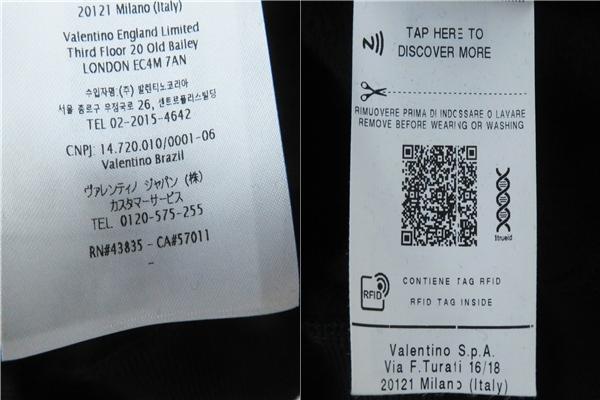 20121 Milano (Italy)
Valentino England Limited
Third Floor 20 Old Bailey
LONDON EC4M 7AN
수입자명: (주) 발렌티노코리아
서울 종로구 우정국로 26, 센트로폴리스빌딩
TEL 02-2015-4642
CNPJ: 14.720.010/0001-06
Valentino Brazil
ヴァレンティノ ジャパン (株)
カスタマーサービス
TEL. 0120-575-255
RN#43835 - CA#57011
-
TAP HERE TO
DISCOVER MORE
RIMUOVERE PRIMA DI INDOSSARE O LAVARE
REMOVE BEFORE WEARING OR WASHING
titrueid
RFID
CONTIENE TAG RFID
RFID TAG INSIDE
Valentino S.p.A.
Via F.Turati 16/18
20121 Milano (Italy)